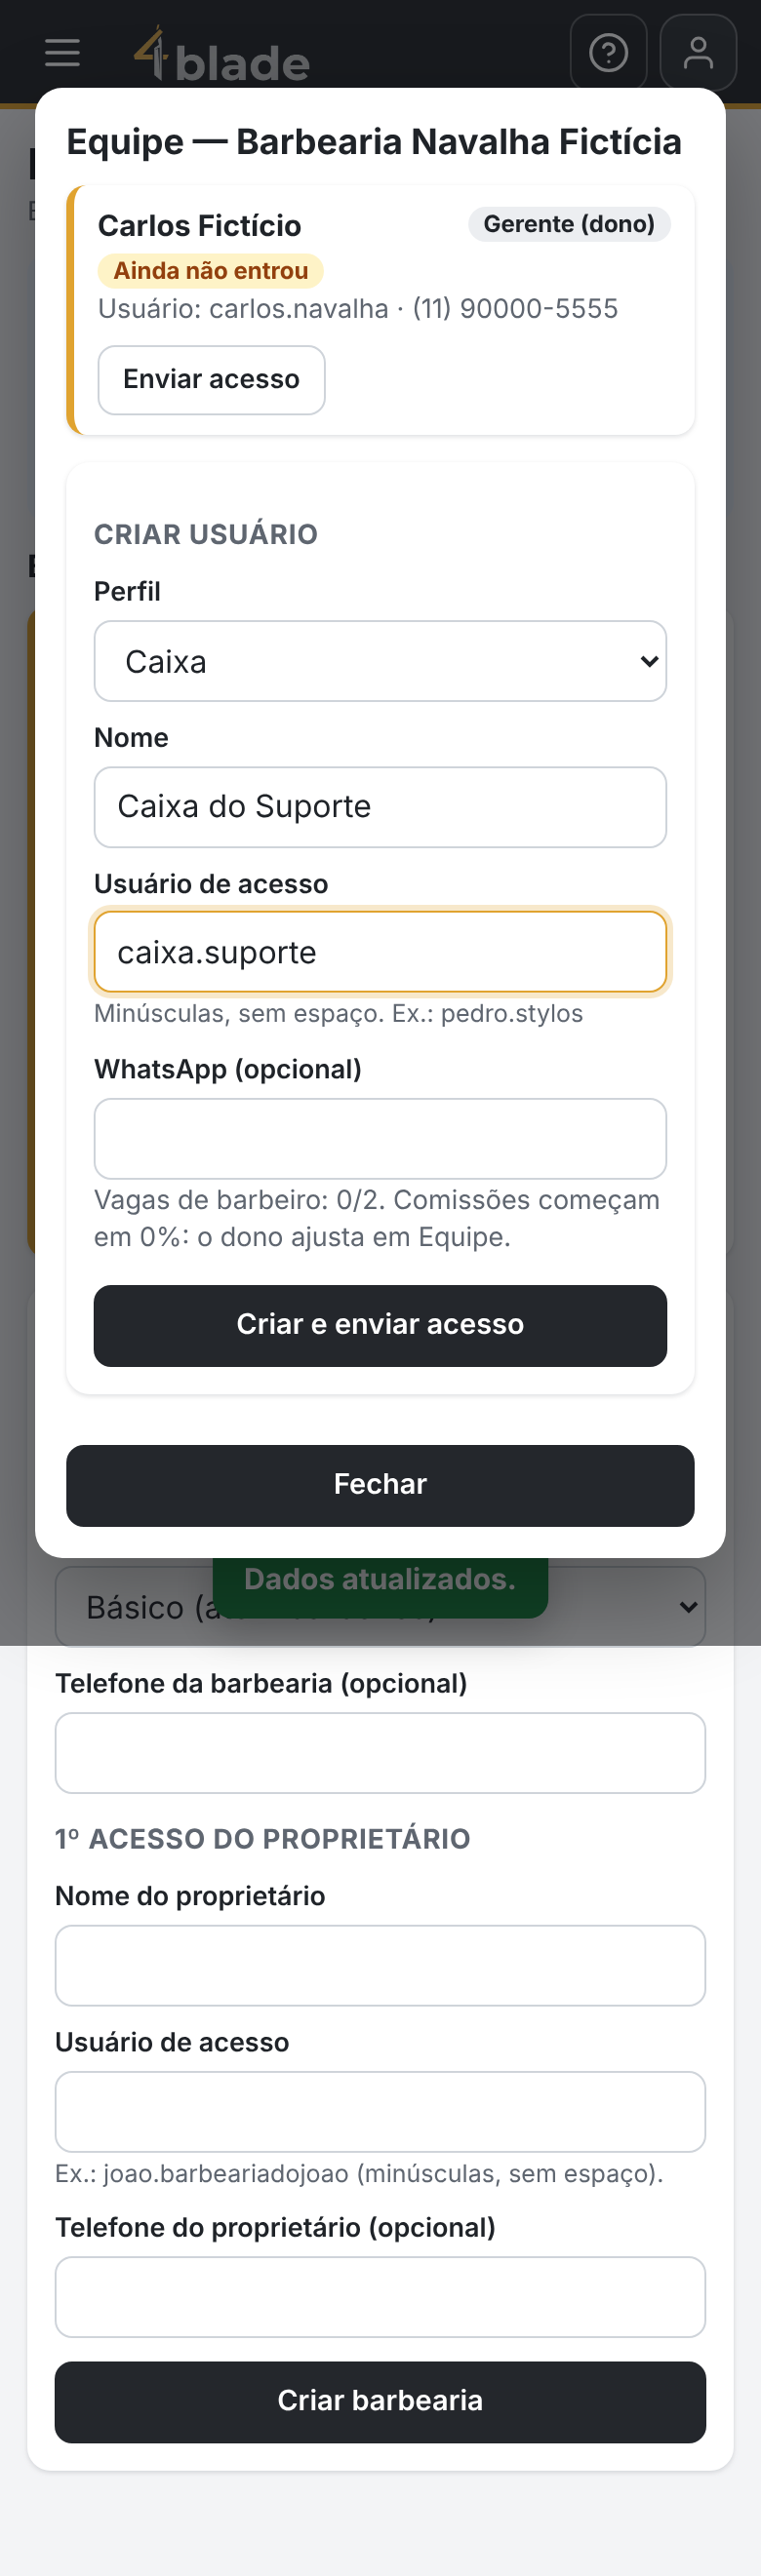 4blade
Equipe — Barbearia Navalha Fictícia
Carlos Fictício
Gerente (dono)
Ainda não entrou
Usuário: carlos.navalha · (11) 90000-5555
Enviar acesso
CRIAR USUÁRIO
Perfil
Caixa
Nome
Caixa do Suporte
Usuário de acesso
caixa.suporte
Minúsculas, sem espaço. Ex.: pedro.stylos
WhatsApp (opcional)
Vagas de barbeiro: 0/2. Comissões começam
em 0%: o dono ajusta em Equipe.
Criar e enviar acesso
Fechar
Dados atualizados.
Básico
Telefone da barbearia (opcional)
1º ACESSO DO PROPRIETÁRIO
Nome do proprietário
Usuário de acesso
Ex.: joao.barbeariadojoao (minúsculas, sem espaço).
Telefone do proprietário (opcional)
Criar barbearia